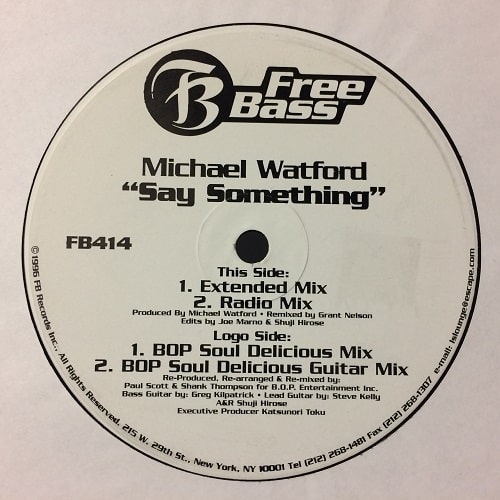 FB
Free
Bass
Michael Watford
“Say Something”
FB414
This Side:
1. Extended Mix
2. Radio Mix
Produced By Michael Watford • Remixed by Grant Nelson
Edits by Joe Marno & Shuji Hirose
Logo Side:
1. BOP Soul Delicious Mix
2. BOP Soul Delicious Guitar Mix
Re-Produced, Re-arranged & Re-mixed by:
Paul Scott & Shank Thompson for B.O.P. Entertainment Inc.
Bass Guitar by: Greg Kilpatrick • Lead Guitar by: Steve Kelly
A&R Shuji Hirose
Executive Producer Katsunori Toku
© 1996 FB Records Inc., All Rights Reserved, 215 W. 29th St., New York, NY 10001 Tel (212) 268-1481 Fax (212) 268-1307 e-mail: tslounge@escape.com